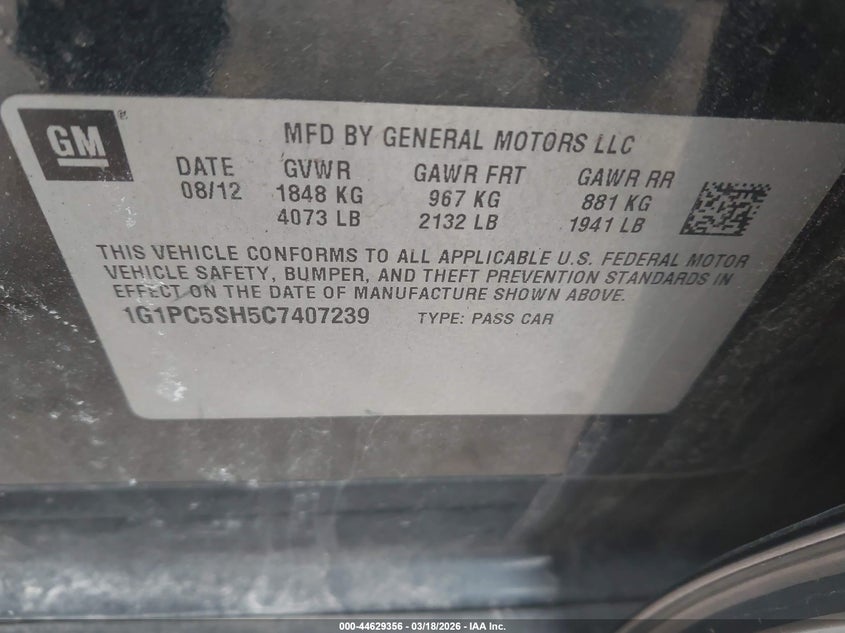 GM
MFD BY GENERAL MOTORS LLC
DATE GVWR GAWR FRT GAWR RR
08/12 1848 KG 967 KG 881 KG
4073 LB 2132 LB 1941 LB
THIS VEHICLE CONFORMS TO ALL APPLICABLE U.S. FEDERAL MOTOR
VEHICLE SAFETY, BUMPER, AND THEFT PREVENTION STANDARDS IN
EFFECT ON THE DATE OF MANUFACTURE SHOWN ABOVE.
1G1PC5SH5C7407239 TYPE: PASS CAR
000-44629356 - 03/18/2026 - IAA Inc.